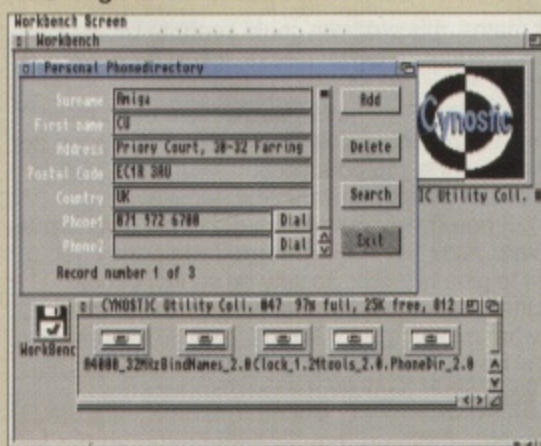 Workbench Screen
Workbench
Personal Phonedirectory
Surname Amiga
First name CU
Address Priory Court, 30-32 Farring
Postal Code EC1R 3AU
Country UK
Phone1 071 972 6700 Dial
Phone2 Dial
Record number 1 of 3
Add
Delete
Search
Exit
Cynostic
IC Utility Coll. #
CYNOSTIC Utility Coll. #47 97% full, 25K free, 812
WorkBenc
A4000_32MHz BindNames_2.0 Clock_1.2 ttools_2.0. PhoneDir_2.0